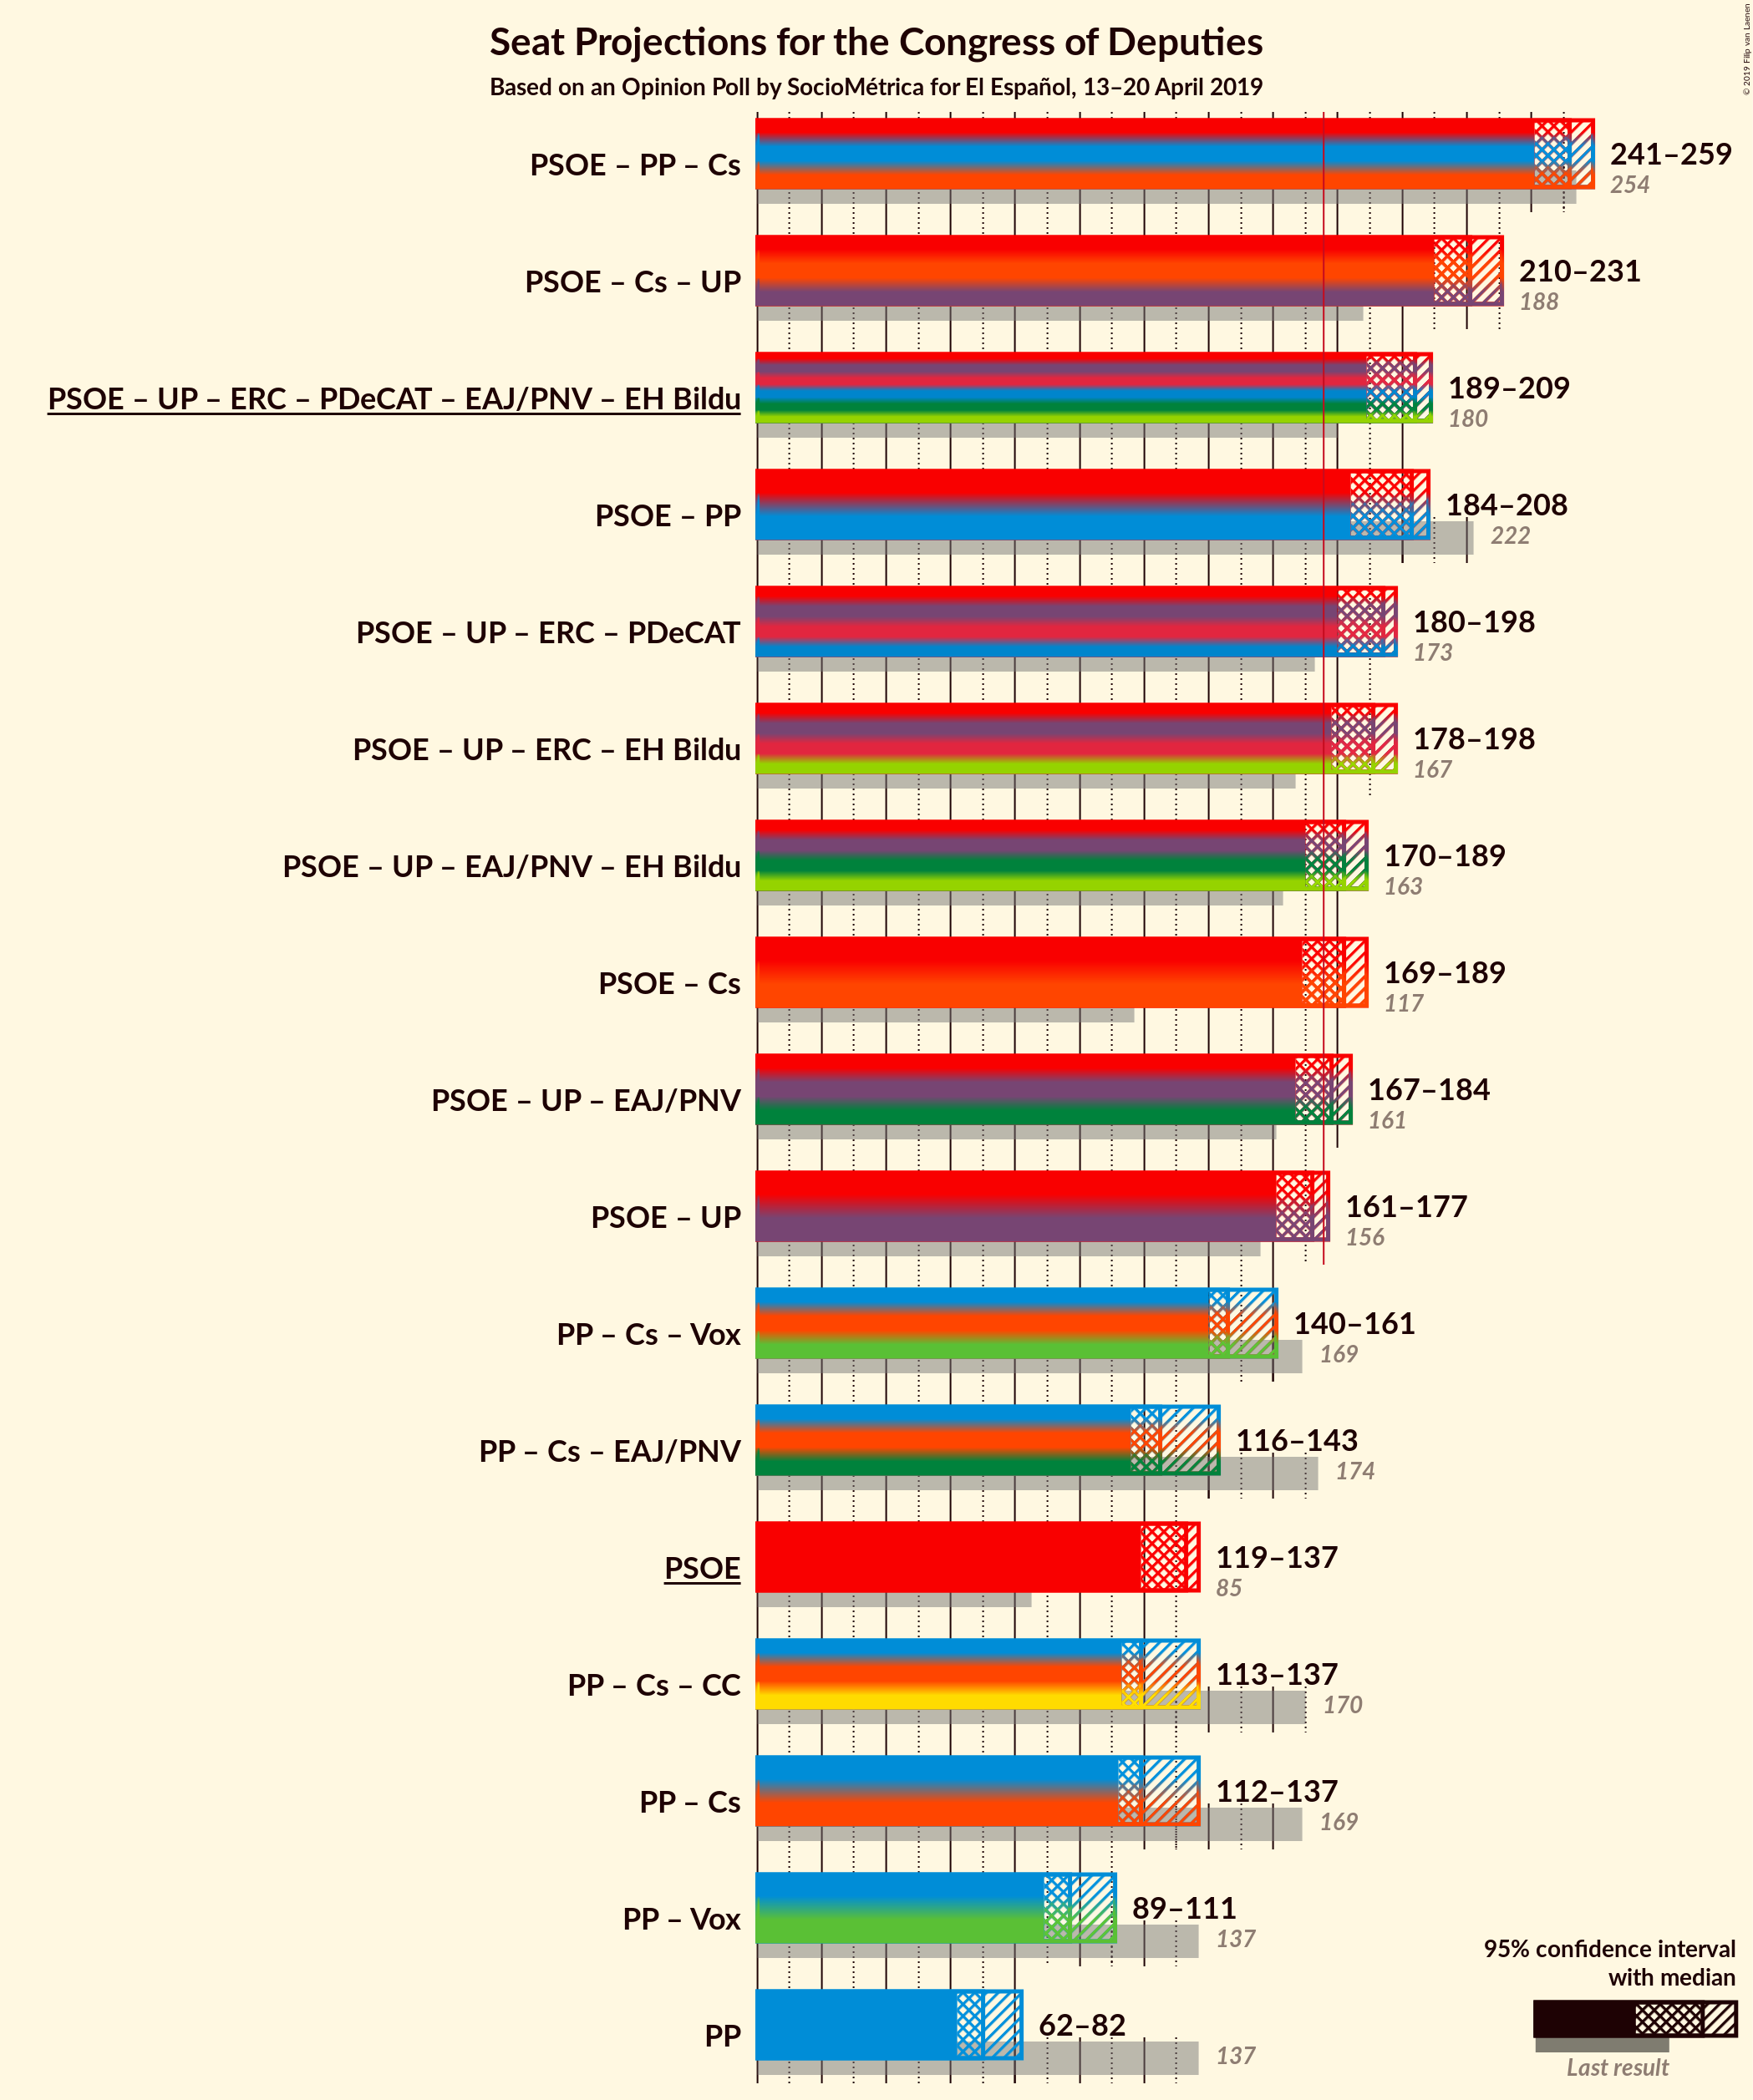 Seat Projections for the Congress of Deputies
Based on an Opinion Poll by SocioMétrica for El Español, 13–20 April 2019
© 2019 Filip van Laenen
PSOE – PP – Cs
241–259
254
PSOE – Cs – UP
210–231
188
PSOE – UP – ERC – PDeCAT – EAJ/PNV – EH Bildu
189–209
180
PSOE – PP
184–208
222
PSOE – UP – ERC – PDeCAT
180–198
173
PSOE – UP – ERC – EH Bildu
178–198
167
PSOE – UP – EAJ/PNV – EH Bildu
170–189
163
PSOE – Cs
169–189
117
PSOE – UP – EAJ/PNV
167–184
161
PSOE – UP
161–177
156
PP – Cs – Vox
140–161
169
PP – Cs – EAJ/PNV
116–143
174
PSOE
119–137
85
PP – Cs – CC
113–137
170
PP – Cs
112–137
169
PP – Vox
89–111
137
PP
62–82
137
95% confidence interval
with median
Last result